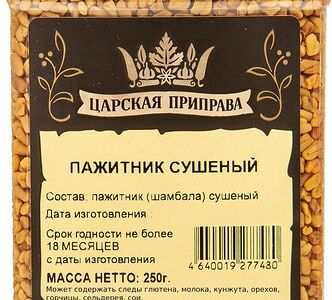 ЦАРСКАЯ ПРИПРАВА
ПАЖИТНИК СУШЕНЫЙ
Состав: пажитник (шамбала) сушеный
Дата изготовления .
Срок годности не более
18 МЕСЯЦЕВ
с даты изготовления
4 640019 277480
МАССА НЕТТО: 250г.
Может содержать следы глютена, молока, кунжута, орехов,
горчицы, сельдерея, сои.